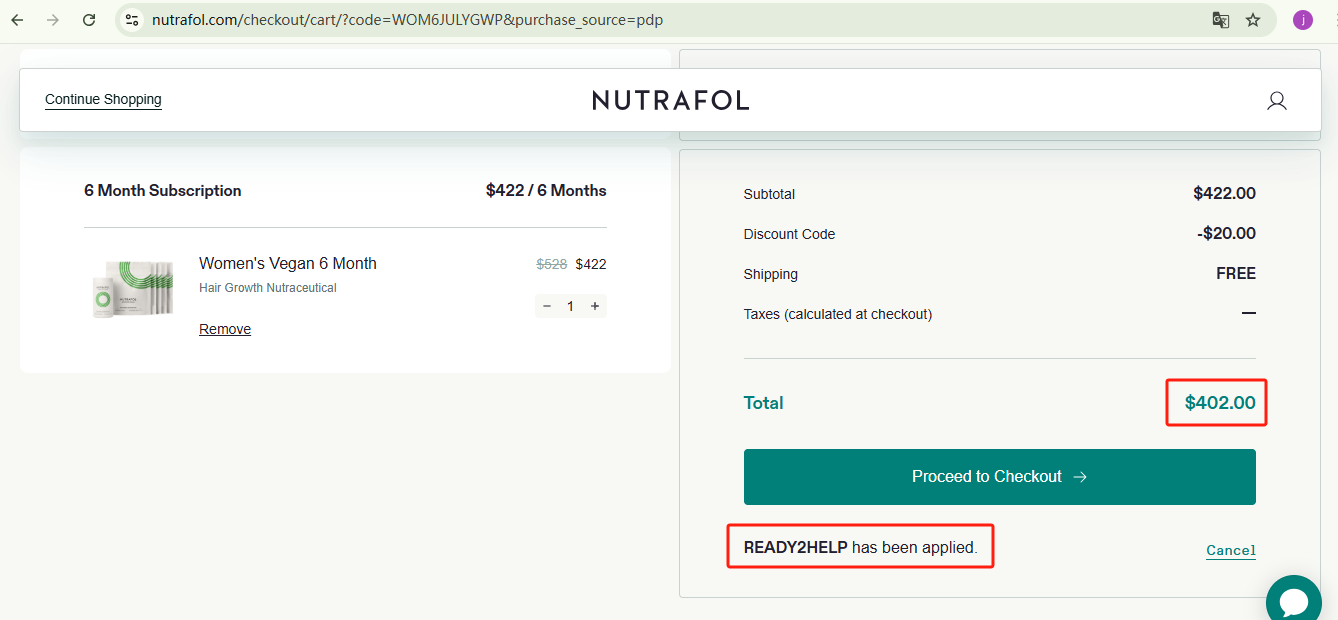 nutrafol.com/checkout/cart/?code=WOM6JULYGWP&purchase_source=pdp
j
Continue Shopping
NUTRAFOL
6 Month Subscription
$422 / 6 Months
Women's Vegan 6 Month
$528 $422
Hair Growth Nutraceutical
NUTRAFOL
− 1 +
Remove
Subtotal
$422.00
Discount Code
-$20.00
Shipping
FREE
Taxes (calculated at checkout)
—
Total
$402.00
Proceed to Checkout →
READY2HELP has been applied.
Cancel